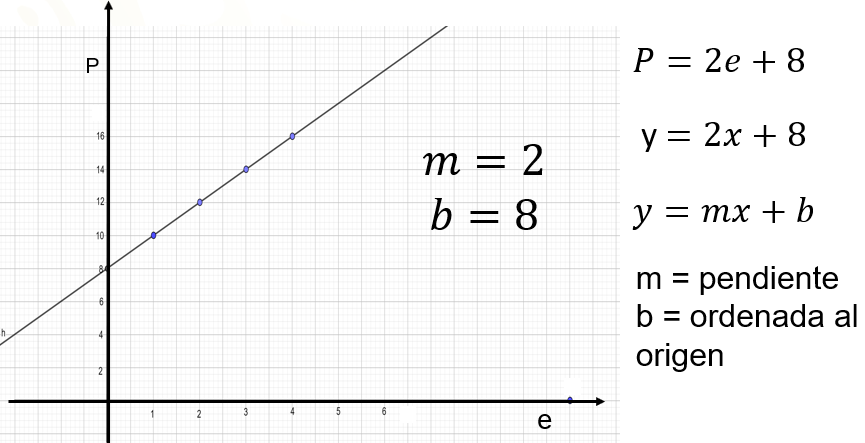 P
16
14
12
10
8
6
4
2
h
1 2 3 4 5 6
e
m = 2
b = 8
P = 2e + 8
y = 2x + 8
y = mx + b
m = pendiente
b = ordenada al
origen